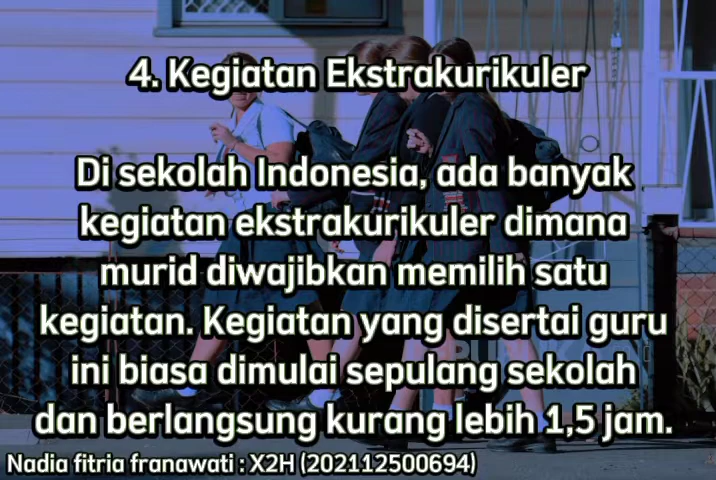 4. Kegiatan Ekstrakurikuler
Di sekolah Indonesia, ada banyak
kegiatan ekstrakurikuler dimana
murid diwajibkan memilih satu
kegiatan. Kegiatan yang disertai guru
ini biasa dimulai sepulang sekolah
dan berlangsung kurang lebih 1,5 jam.
Nadia fitria franawati : X2H (202112500694)